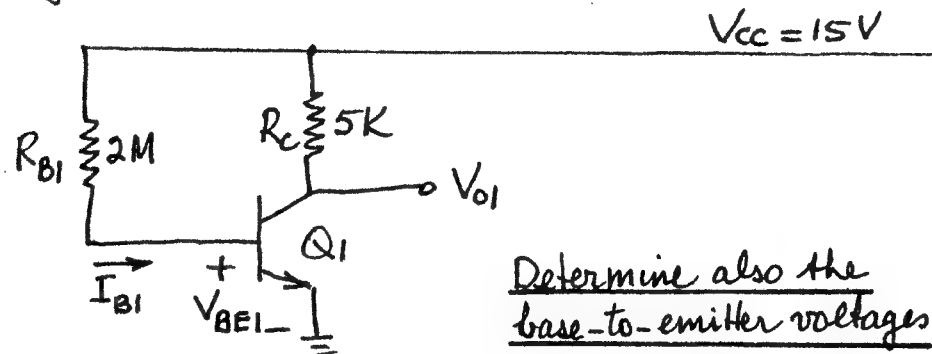 Vcc = 15V
RB1 2M
Rc 5K
Vo1
Q1
IB1
+
VBE1 -
Determine also the
base-to-emitter voltages